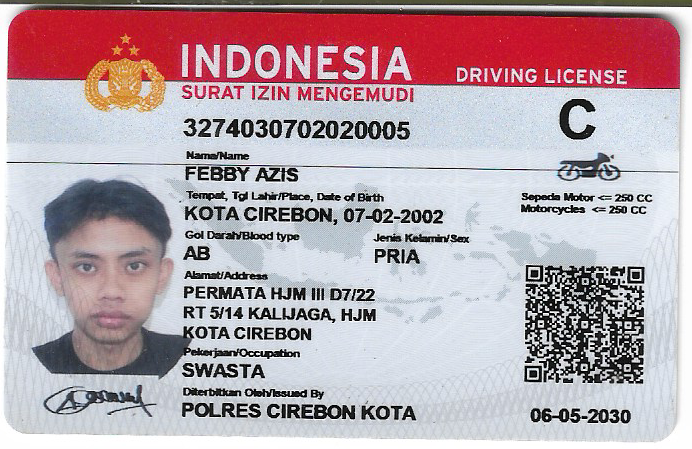 INDONESIA
DRIVING LICENSE
SURAT IZIN MENGEMUDI
3274030702020005
C
Nama/Name
FEBBY AZIS
Tempat, Tgl Lahir/Place, Date of Birth
KOTA CIREBON, 07-02-2002
Sepeda Motor <= 250 CC
Motorcycles <= 250 CC
Gol Darah/Blood type
Jenis Kelamin/Sex
AB
PRIA
Alamat/Address
PERMATA HJM III D7/22
RT 5/14 KALIJAGA, HJM
KOTA CIREBON
Pekerjaan/Occupation
SWASTA
Diterbitkan Oleh/Issued By
POLRES CIREBON KOTA
06-05-2030